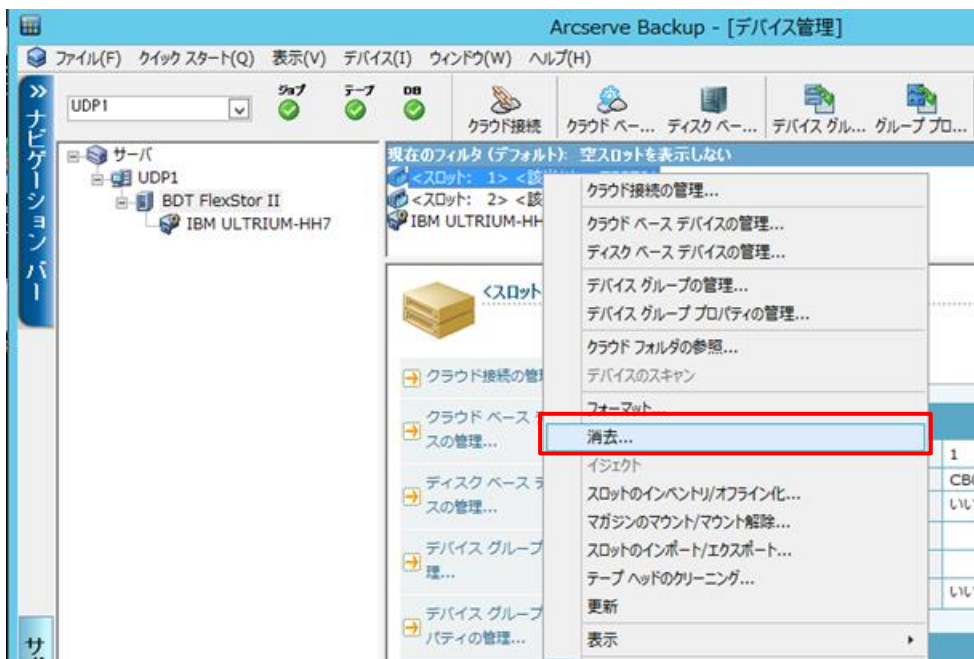 Arcserve Backup - [デバイス管理]
ファイル(F) クイック スタート(Q) 表示(V) デバイス(I) ウィンドウ(W) ヘルプ(H)
ジョブ テープ DB
UDP1
クラウド接続 クラウド ベー... ディスク ベー... デバイス グル... グループ プロ...
ナビゲーション バー
サーバ
UDP1
BDT FlexStor II
IBM ULTRIUM-HH7
現在のフィルタ (デフォルト): 空スロットを表示しない
<スロット: 1> <該
<スロット: 2> <該
IBM ULTRIUM-HH
<スロット
クラウド接続の管
クラウド ベース
スの管理...
ディスク ベース デ
スの管理...
デバイス グループ
理...
デバイス グループ
パティの管理...
クラウド接続の管理...
クラウド ベース デバイスの管理...
ディスク ベース デバイスの管理...
デバイス グループの管理...
デバイス グループ プロパティの管理...
クラウド フォルダの参照...
デバイスのスキャン
フォーマット...
消去...
イジェクト
スロットのインベントリ/オフライン化...
マガジンのマウント/マウント解除...
スロットのインポート/エクスポート...
テープ ヘッドのクリーニング...
更新
表示
1
いい
いい
サ